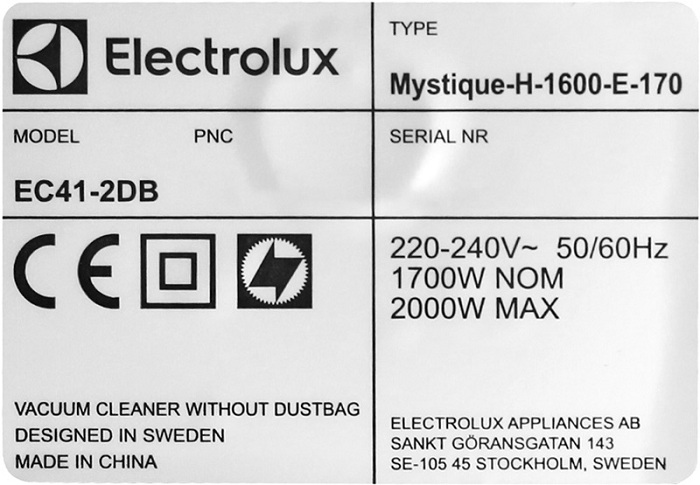 Electrolux
TYPE
Mystique-H-1600-E-170
MODEL PNC
SERIAL NR
EC41-2DB
CE
220-240V~ 50/60Hz
1700W NOM
2000W MAX
VACUUM CLEANER WITHOUT DUSTBAG
DESIGNED IN SWEDEN
MADE IN CHINA
ELECTROLUX APPLIANCES AB
SANKT GÖRANSGATAN 143
SE-105 45 STOCKHOLM, SWEDEN